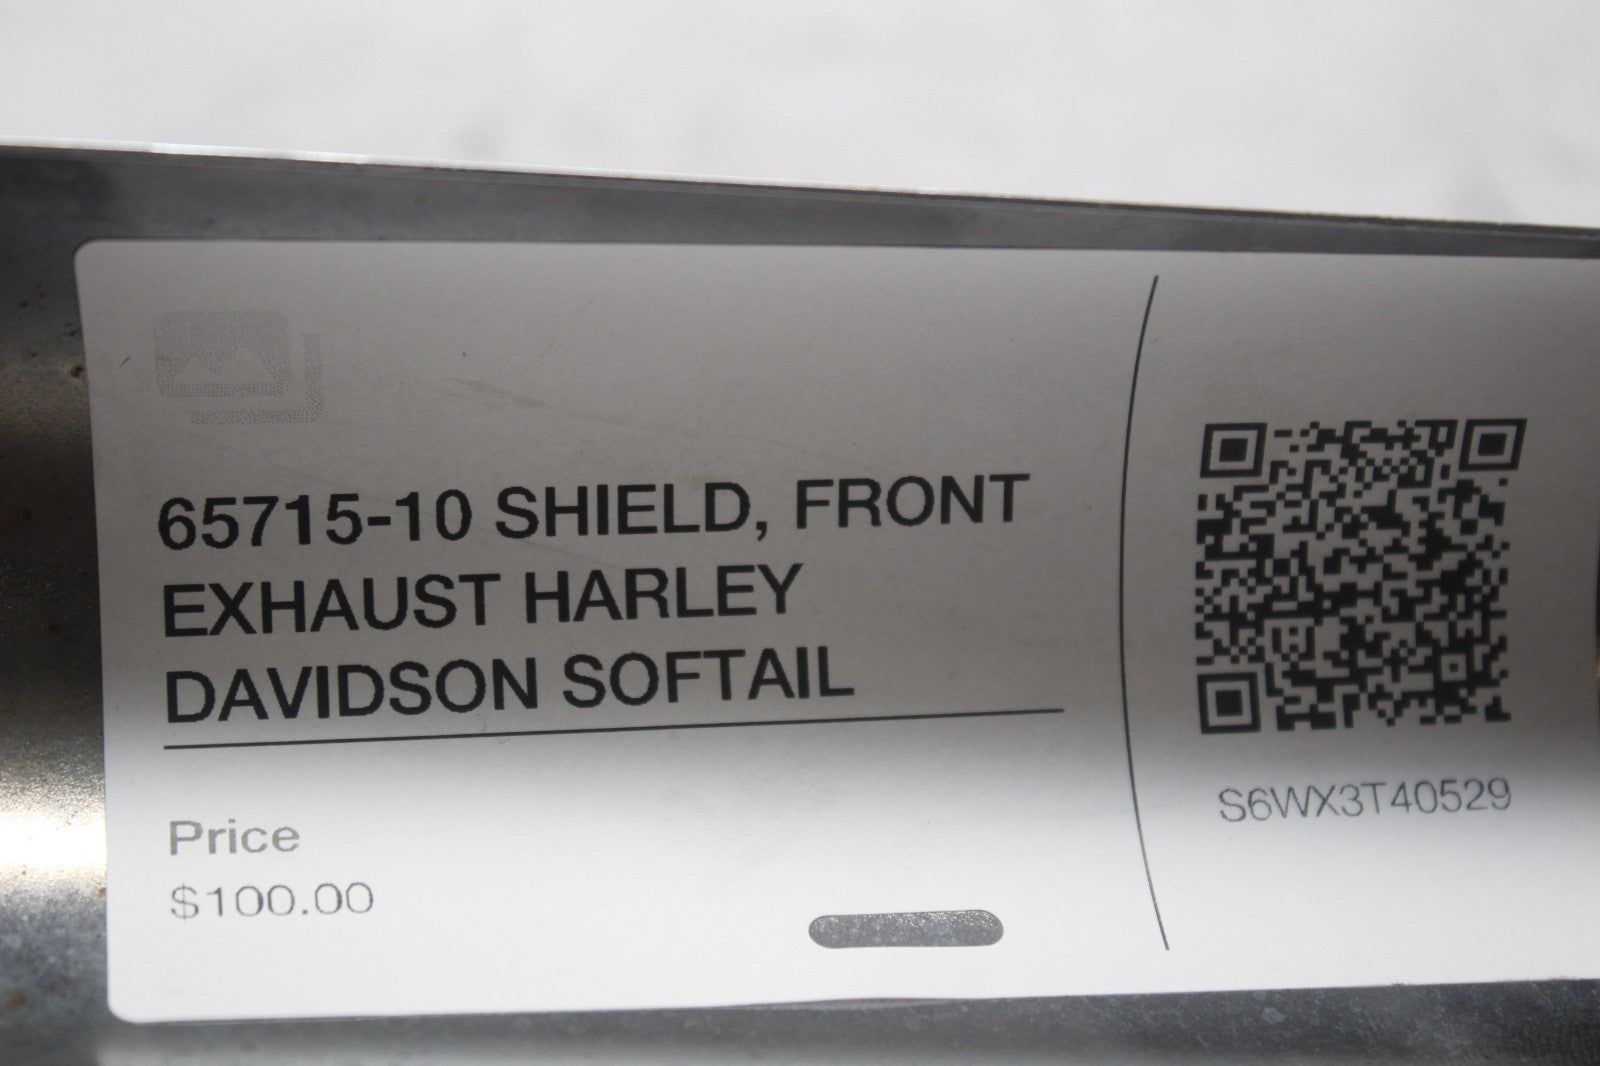 65715-10 SHIELD, FRONT
EXHAUST HARLEY
DAVIDSON SOFTAIL
Price
$100.00
S6WX3T40529